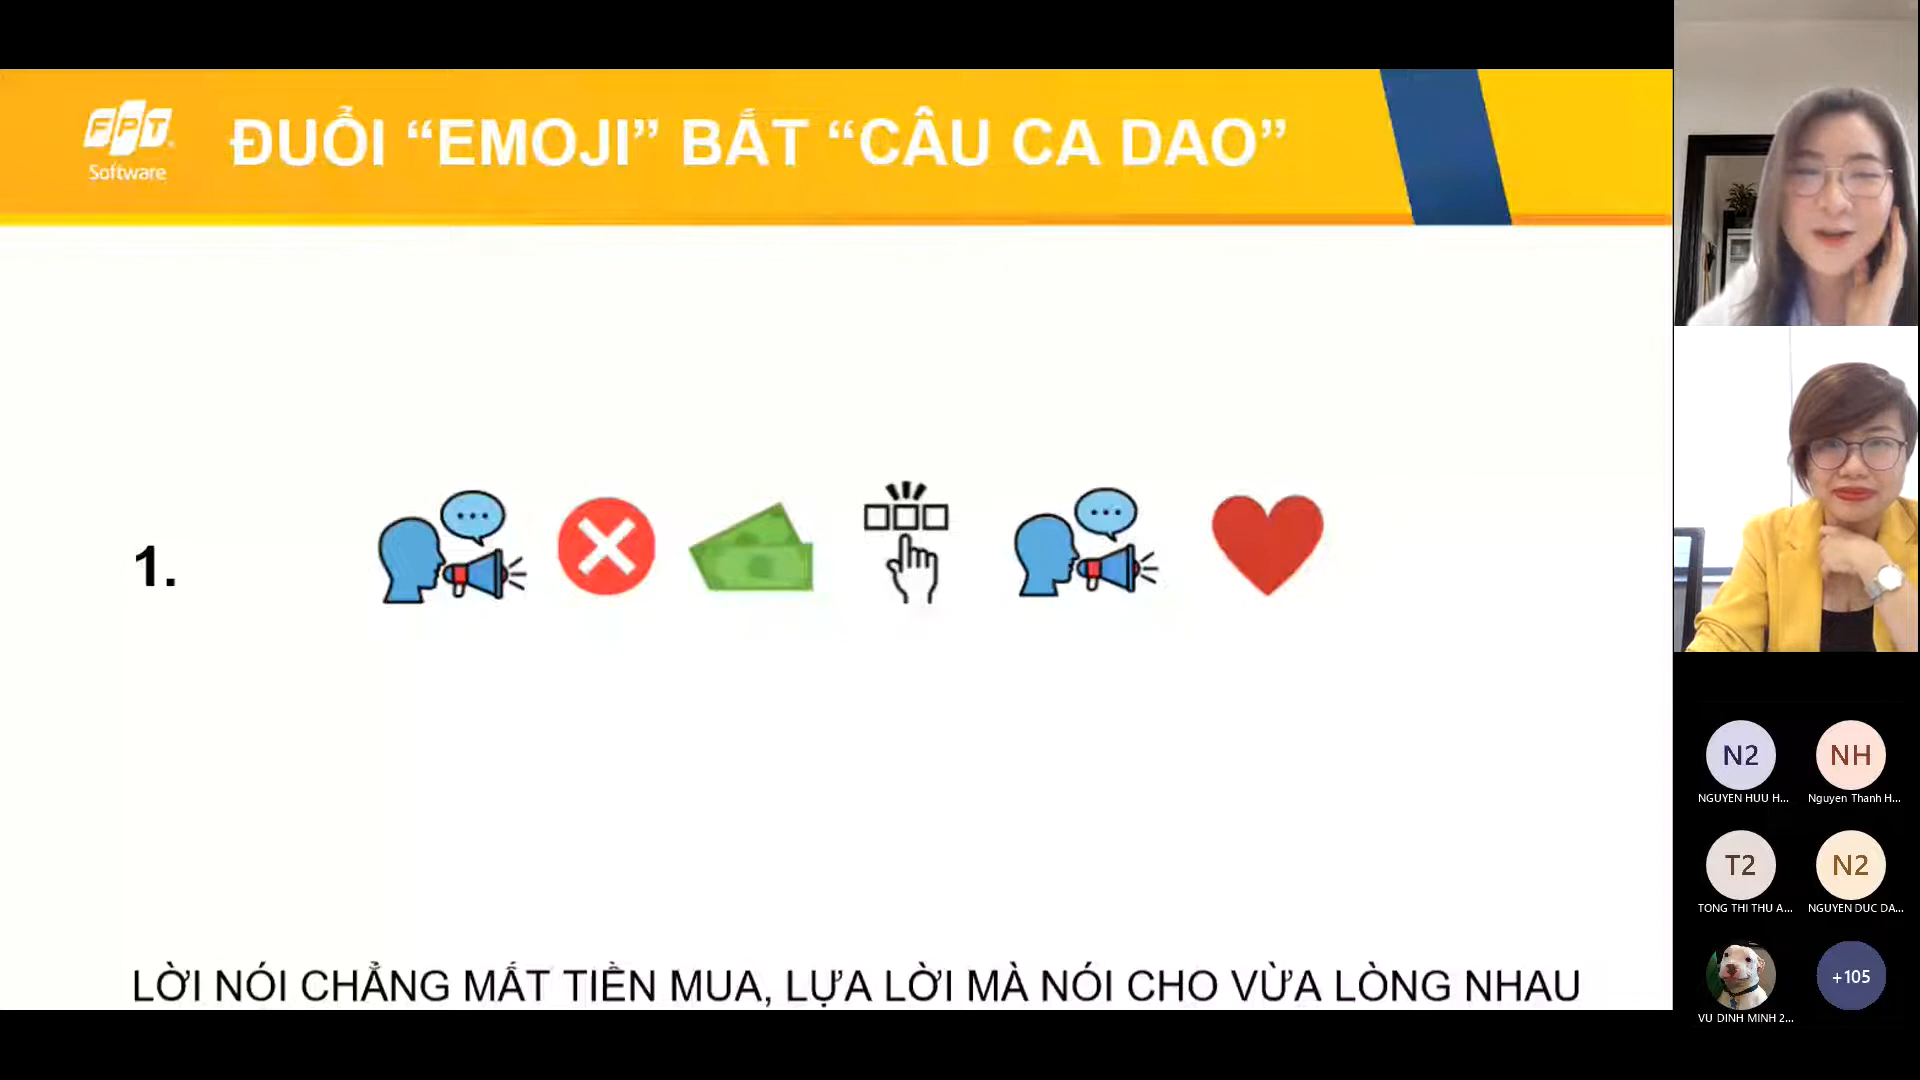 FPT
Software
ĐUỔI “EMOJI” BẮT “CÂU CA DAO”
1.
LỜI NÓI CHẲNG MẤT TIỀN MUA, LỰA LỜI MÀ NÓI CHO VỪA LÒNG NHAU
N2
NH
NGUYEN HUU H...
Nguyen Thanh H...
T2
N2
TONG THI THU A...
NGUYEN DUC DA...
+105
VU DINH MINH 2...